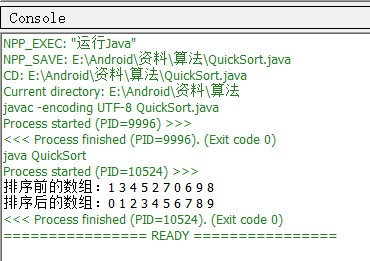 Console
NPP_EXEC: "运行Java"
NPP_SAVE: E:\Android\资料\算法\QuickSort.java
CD: E:\Android\资料\算法\QuickSort.java
Current directory: E:\Android\资料\算法
javac -encoding UTF-8 QuickSort.java
Process started (PID=9996) >>>
<<< Process finished (PID=9996). (Exit code 0)
java QuickSort
Process started (PID=10524) >>>
排序前的数组：1 3 4 5 2 7 0 6 9 8
排序后的数组：0 1 2 3 4 5 6 7 8 9
<<< Process finished (PID=10524). (Exit code 0)
================ READY ================